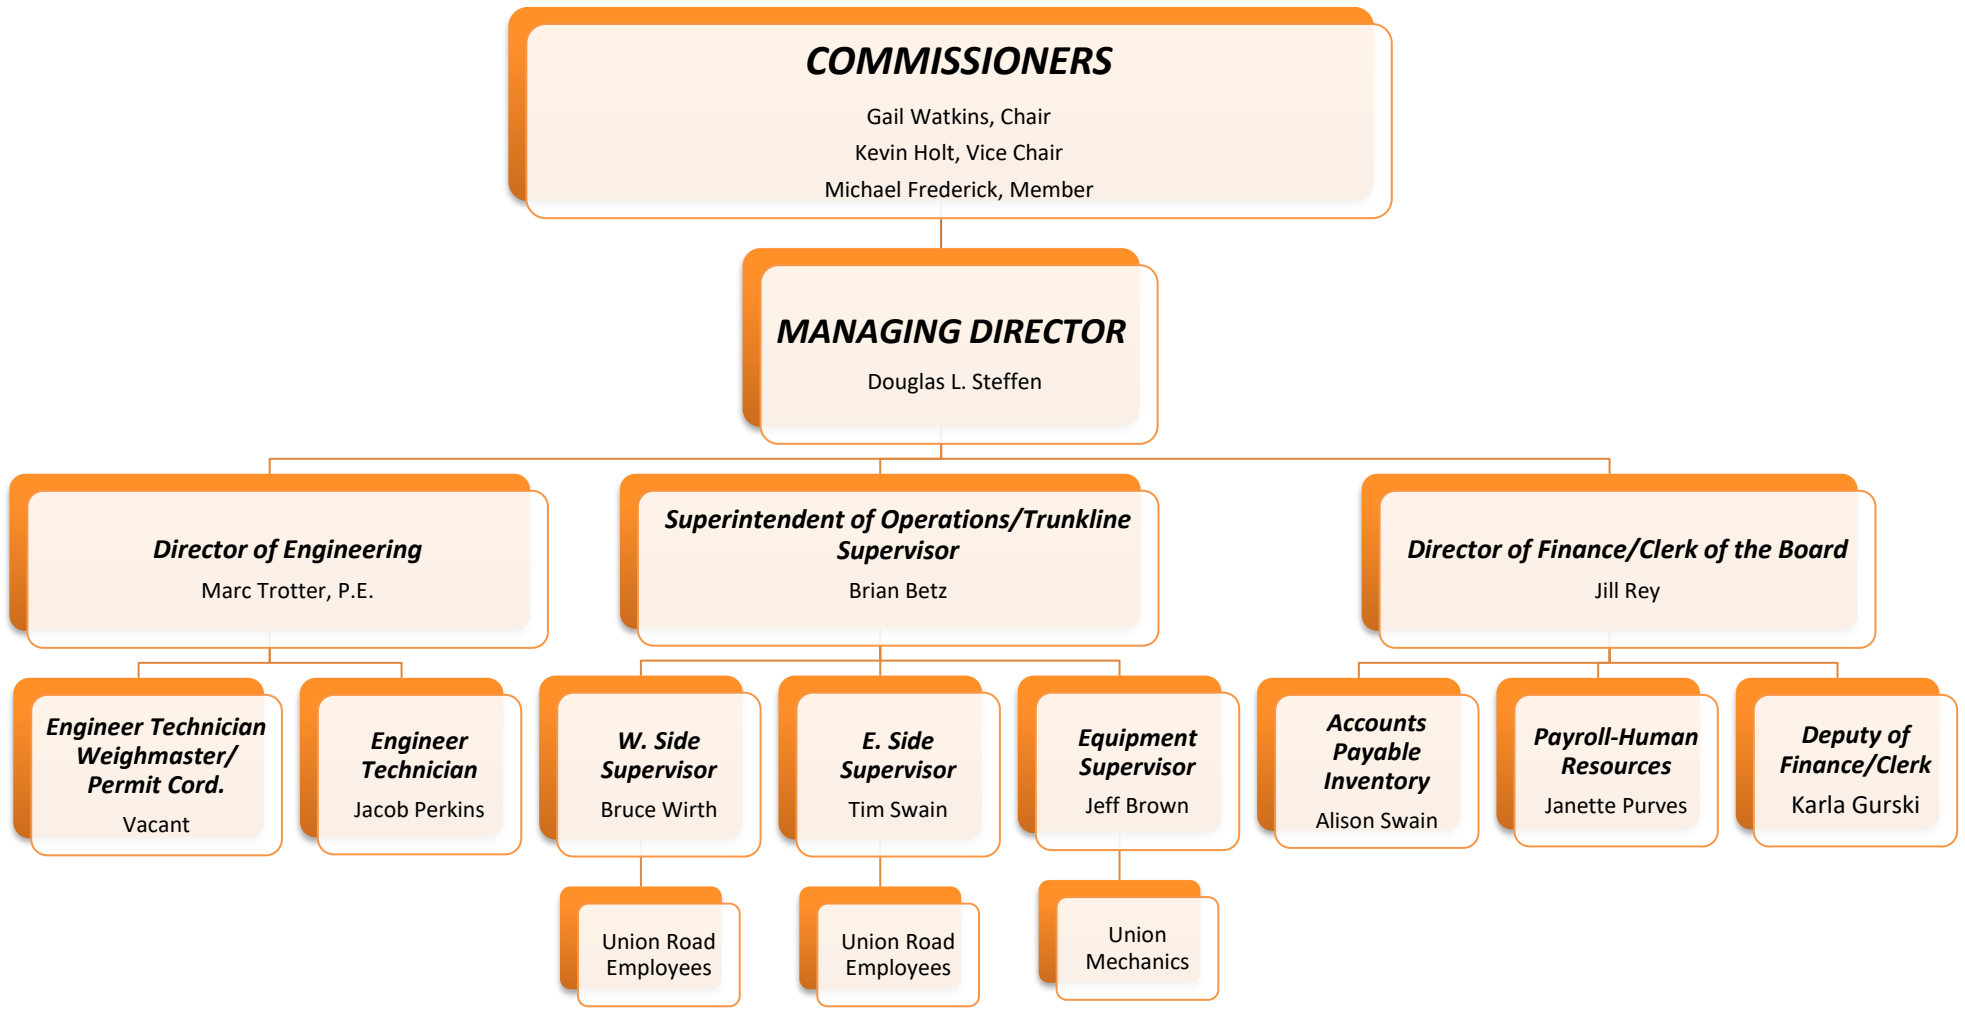 COMMISSIONERS
Gail Watkins, Chair
Kevin Holt, Vice Chair
Michael Frederick, Member
MANAGING DIRECTOR
Douglas L. Steffen
Director of Engineering
Marc Trotter, P.E.
Superintendent of Operations/Trunkline
Supervisor
Brian Betz
Director of Finance/Clerk of the Board
Jill Rey
Engineer Technician
Weighmaster/
Permit Cord.
Vacant
Engineer
Technician
Jacob Perkins
W. Side
Supervisor
Bruce Wirth
E. Side
Supervisor
Tim Swain
Equipment
Supervisor
Jeff Brown
Accounts
Payable
Inventory
Alison Swain
Payroll-Human
Resources
Janette Purves
Deputy of
Finance/Clerk
Karla Gurski
Union Road
Employees
Union Road
Employees
Union
Mechanics